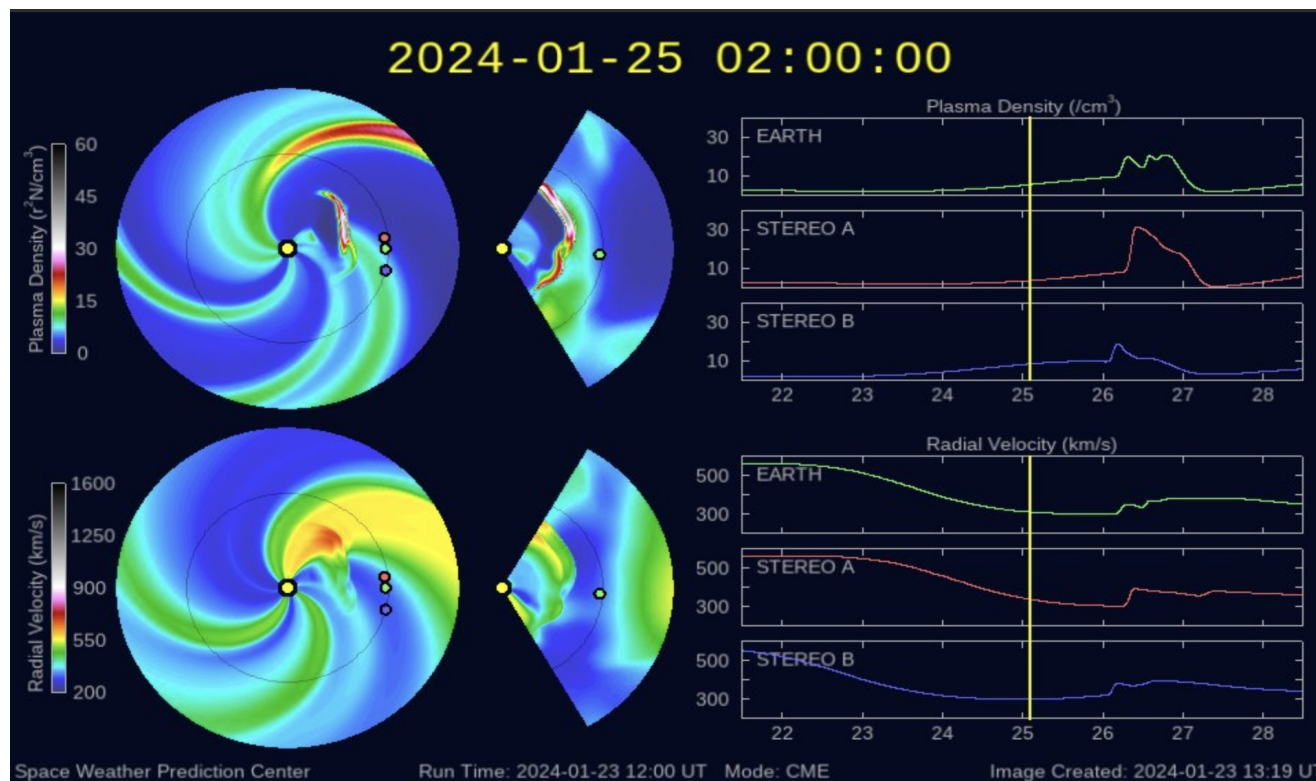 2024-01-25 02:00:00
Plasma Density (r²N/cm³)
60
45
30
15
0
Plasma Density (/cm³)
EARTH
30
10
STEREO A
30
10
STEREO B
30
10
22 23 24 25 26 27 28
Radial Velocity (km/s)
1600
1250
900
550
200
Radial Velocity (km/s)
EARTH
500
300
STEREO A
500
300
STEREO B
500
300
22 23 24 25 26 27 28
Space Weather Prediction Center Run Time: 2024-01-23 12:00 UT Mode: CME Image Created: 2024-01-23 13:19 U